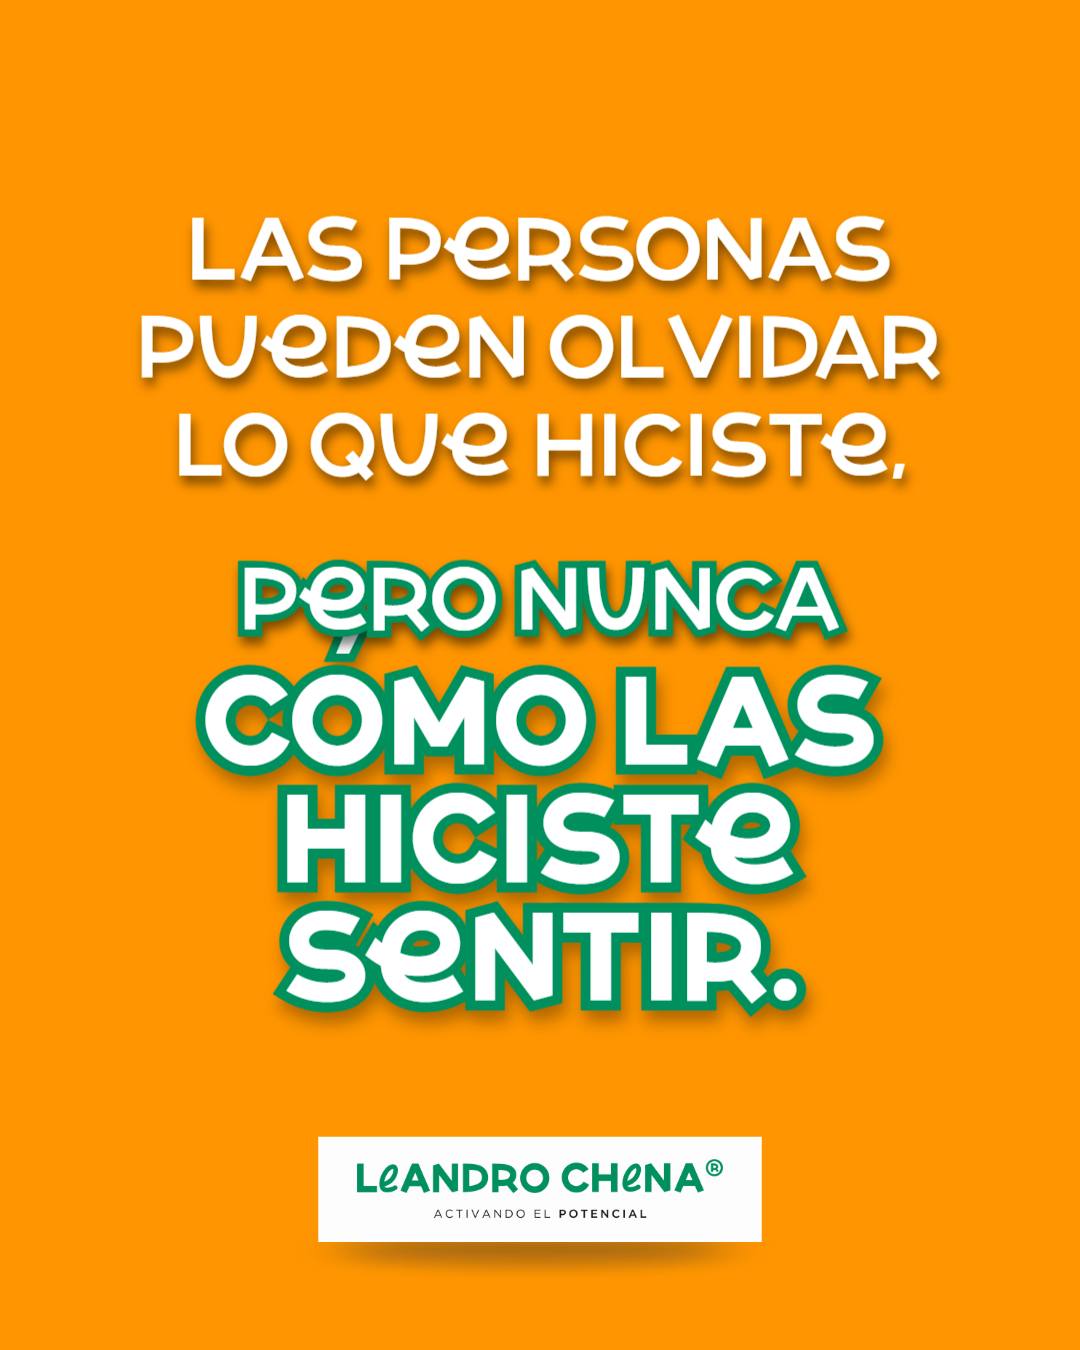 LAS PeRSONAS
PUeDeN OLVIDAR
LO QUe HICISTe,
PeRO NUNCA
CÓMO LAS
HICISTe
SeNTIR.
LeANDRO CHeNA®
ACTIVANDO EL POTENCIAL